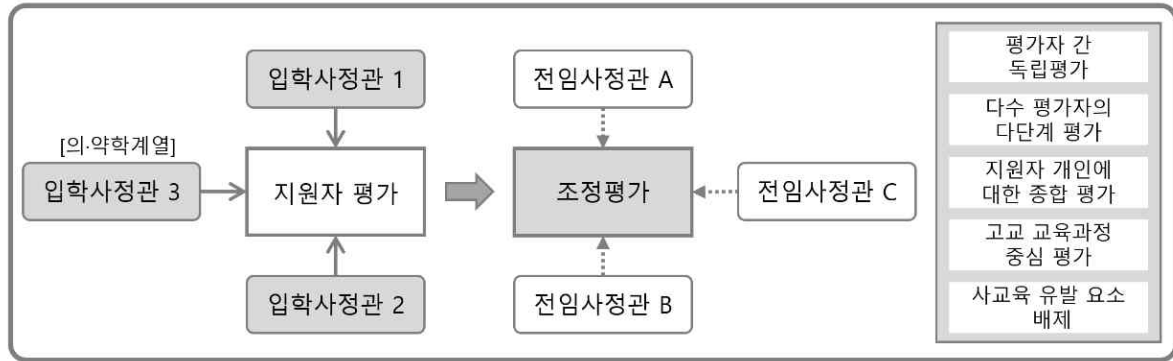 입학사정관 1
[의·약학계열]
입학사정관 3
지원자 평가
입학사정관 2
전임사정관 A
조정평가
전임사정관 C
전임사정관 B
평가자 간
독립평가
다수 평가자의
다단계 평가
지원자 개인에
대한 종합 평가
고교 교육과정
중심 평가
사교육 유발 요소
배제